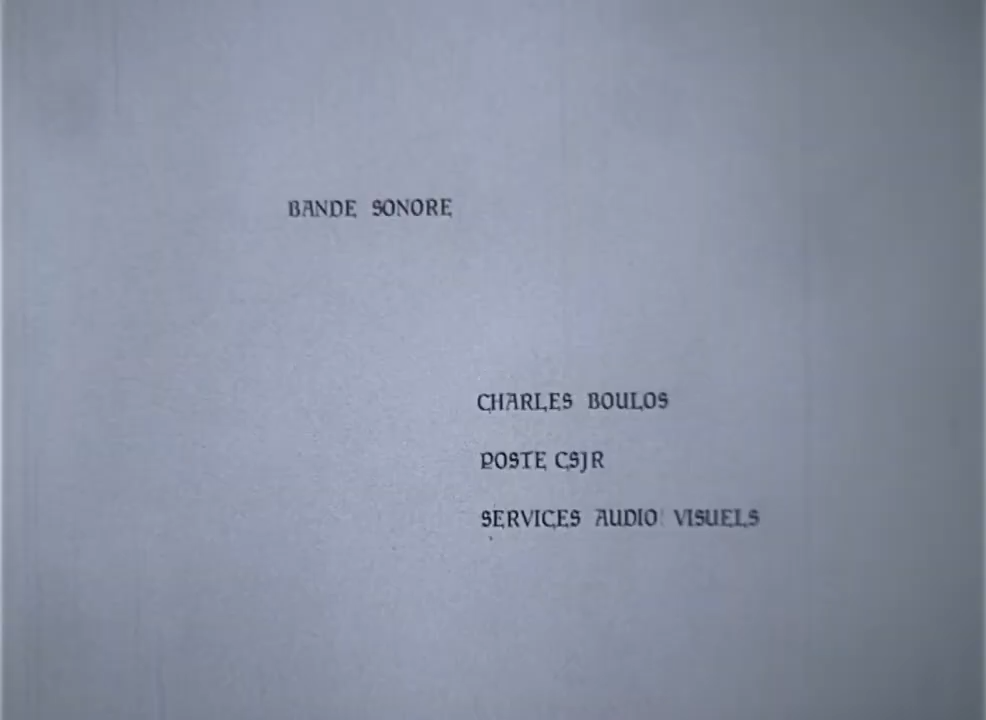 BANDE SONORE
CHARLES BOULOS
POSTE CSJR
SERVICES AUDIO VISUELS